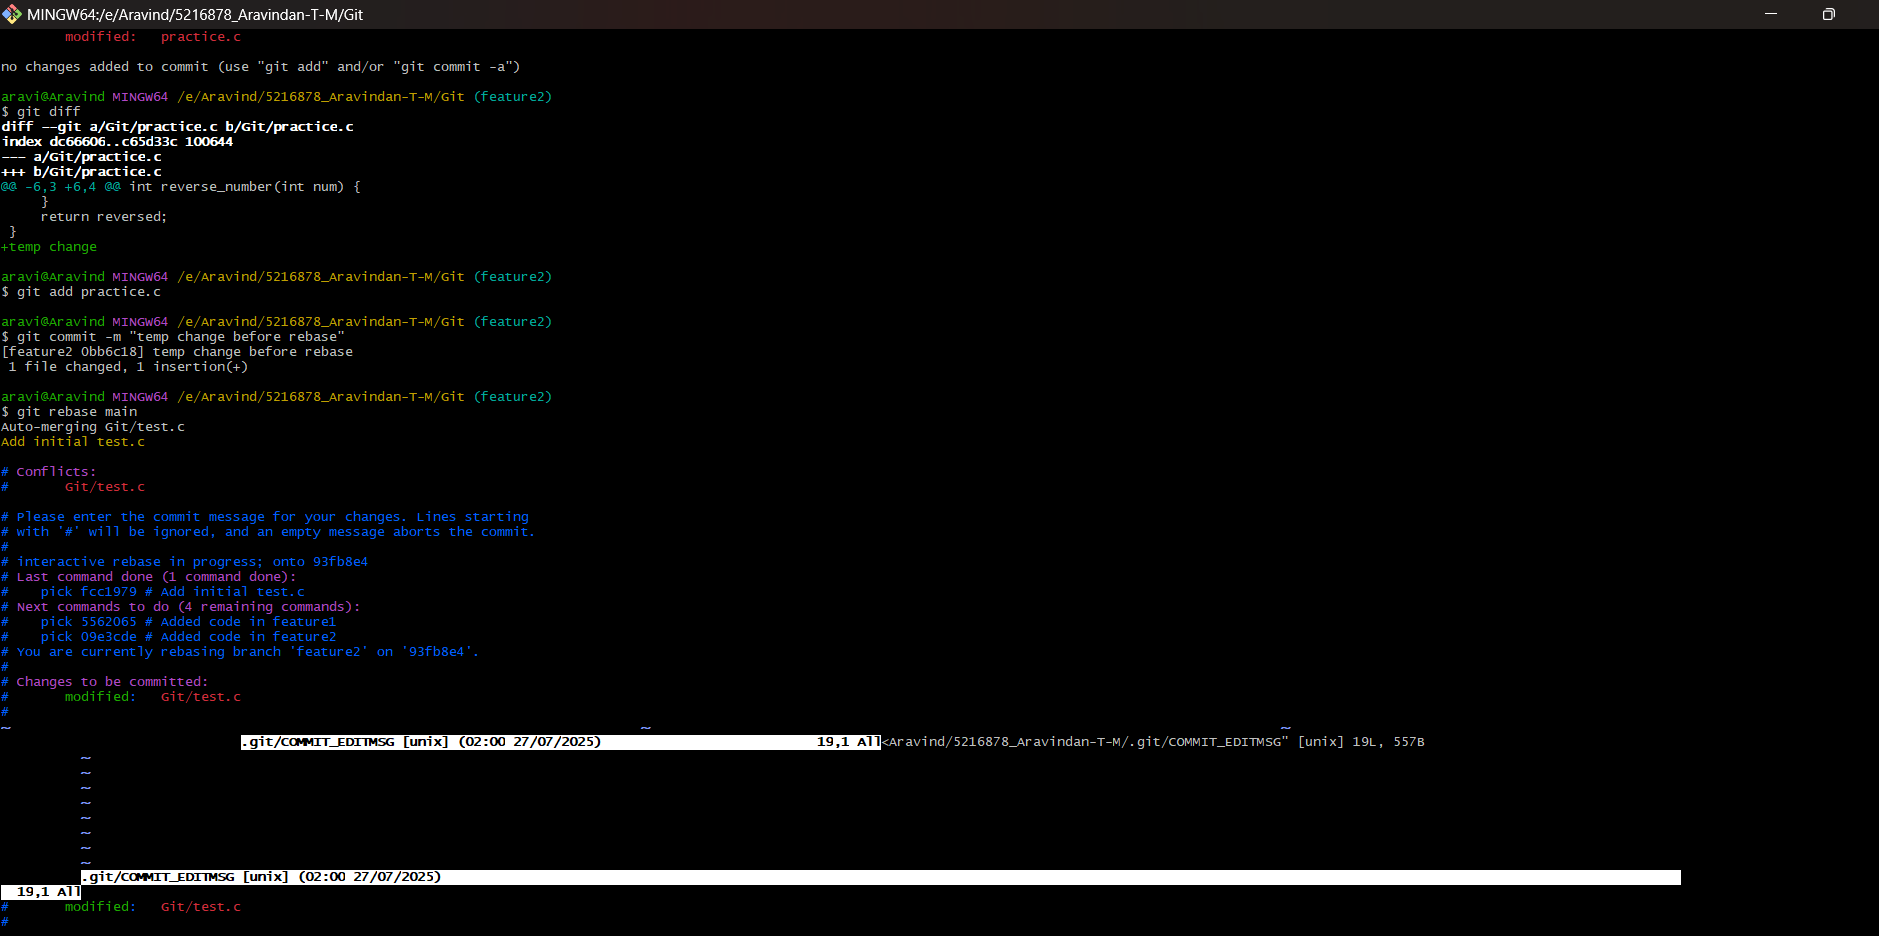 MINGW64:/e/Aravind/5216878_Aravindan-T-M/Git
modified:   practice.c
no changes added to commit (use "git add" and/or "git commit -a")
aravi@Aravind MINGW64 /e/Aravind/5216878_Aravindan-T-M/Git (feature2)
$ git diff
diff --git a/Git/practice.c b/Git/practice.c
index dc66606..c65d33c 100644
--- a/Git/practice.c
+++ b/Git/practice.c
@@ -6,3 +6,4 @@ int reverse_number(int num) {
     }
     return reversed;
 }
+temp change
aravi@Aravind MINGW64 /e/Aravind/5216878_Aravindan-T-M/Git (feature2)
$ git add practice.c
aravi@Aravind MINGW64 /e/Aravind/5216878_Aravindan-T-M/Git (feature2)
$ git commit -m "temp change before rebase"
[feature2 0bb6c18] temp change before rebase
 1 file changed, 1 insertion(+)
aravi@Aravind MINGW64 /e/Aravind/5216878_Aravindan-T-M/Git (feature2)
$ git rebase main
Auto-merging Git/test.c
Add initial test.c
# Conflicts:
#       Git/test.c
# Please enter the commit message for your changes. Lines starting
# with '#' will be ignored, and an empty message aborts the commit.
#
# interactive rebase in progress; onto 93fb8e4
# Last command done (1 command done):
#    pick fcc1979 # Add initial test.c
# Next commands to do (4 remaining commands):
#    pick 5562065 # Added code in feature1
#    pick 09e3cde # Added code in feature2
# You are currently rebasing branch 'feature2' on '93fb8e4'.
#
# Changes to be committed:
#       modified:   Git/test.c
#
~ ~ ~
.git/COMMIT_EDITMSG [unix] (02:00 27/07/2025) 19,1 All<Aravind/5216878_Aravindan-T-M/.git/COMMIT_EDITMSG" [unix] 19L, 557B
~
~
~
~
~
~
~
~
.git/COMMIT_EDITMSG [unix] (02:00 27/07/2025)
19,1 All
#       modified:   Git/test.c
#